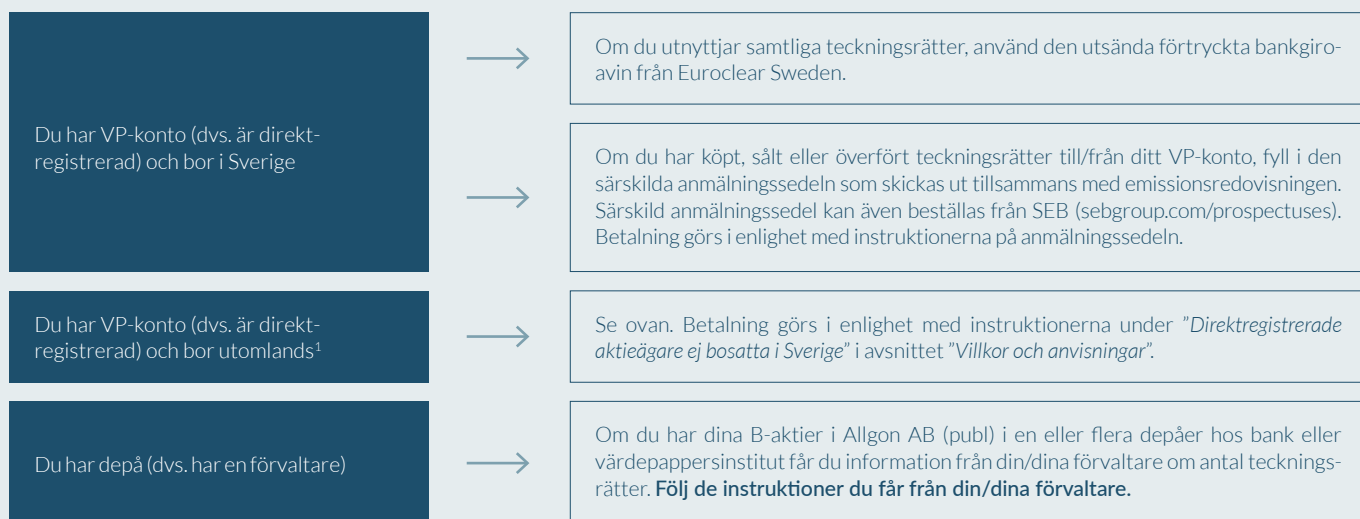 Du har VP-konto (dvs. är direkt-
registrerad) och bor i Sverige
Om du utnyttjar samtliga teckningsrätter, använd den utsända förtryckta bankgiro-
avin från Euroclear Sweden.
Om du har köpt, sålt eller överfört teckningsrätter till/från ditt VP-konto, fyll i den
särskilda anmälningssedeln som skickas ut tillsammans med emissionsredovisningen.
Särskild anmälningssedel kan även beställas från SEB (sebgroup.com/prospectuses).
Betalning görs i enlighet med instruktionerna på anmälningssedeln.
Du har VP-konto (dvs. är direkt-
registrerad) och bor utomlands¹
Se ovan. Betalning görs i enlighet med instruktionerna under ”Direktregistrerade
aktieägare ej bosatta i Sverige” i avsnittet ”Villkor och anvisningar”.
Du har depå (dvs. har en förvaltare)
Om du har dina B-aktier i Allgon AB (publ) i en eller flera depåer hos bank eller
värdepappersinstitut får du information från din/dina förvaltare om antal tecknings-
rätter. Följ de instruktioner du får från din/dina förvaltare.